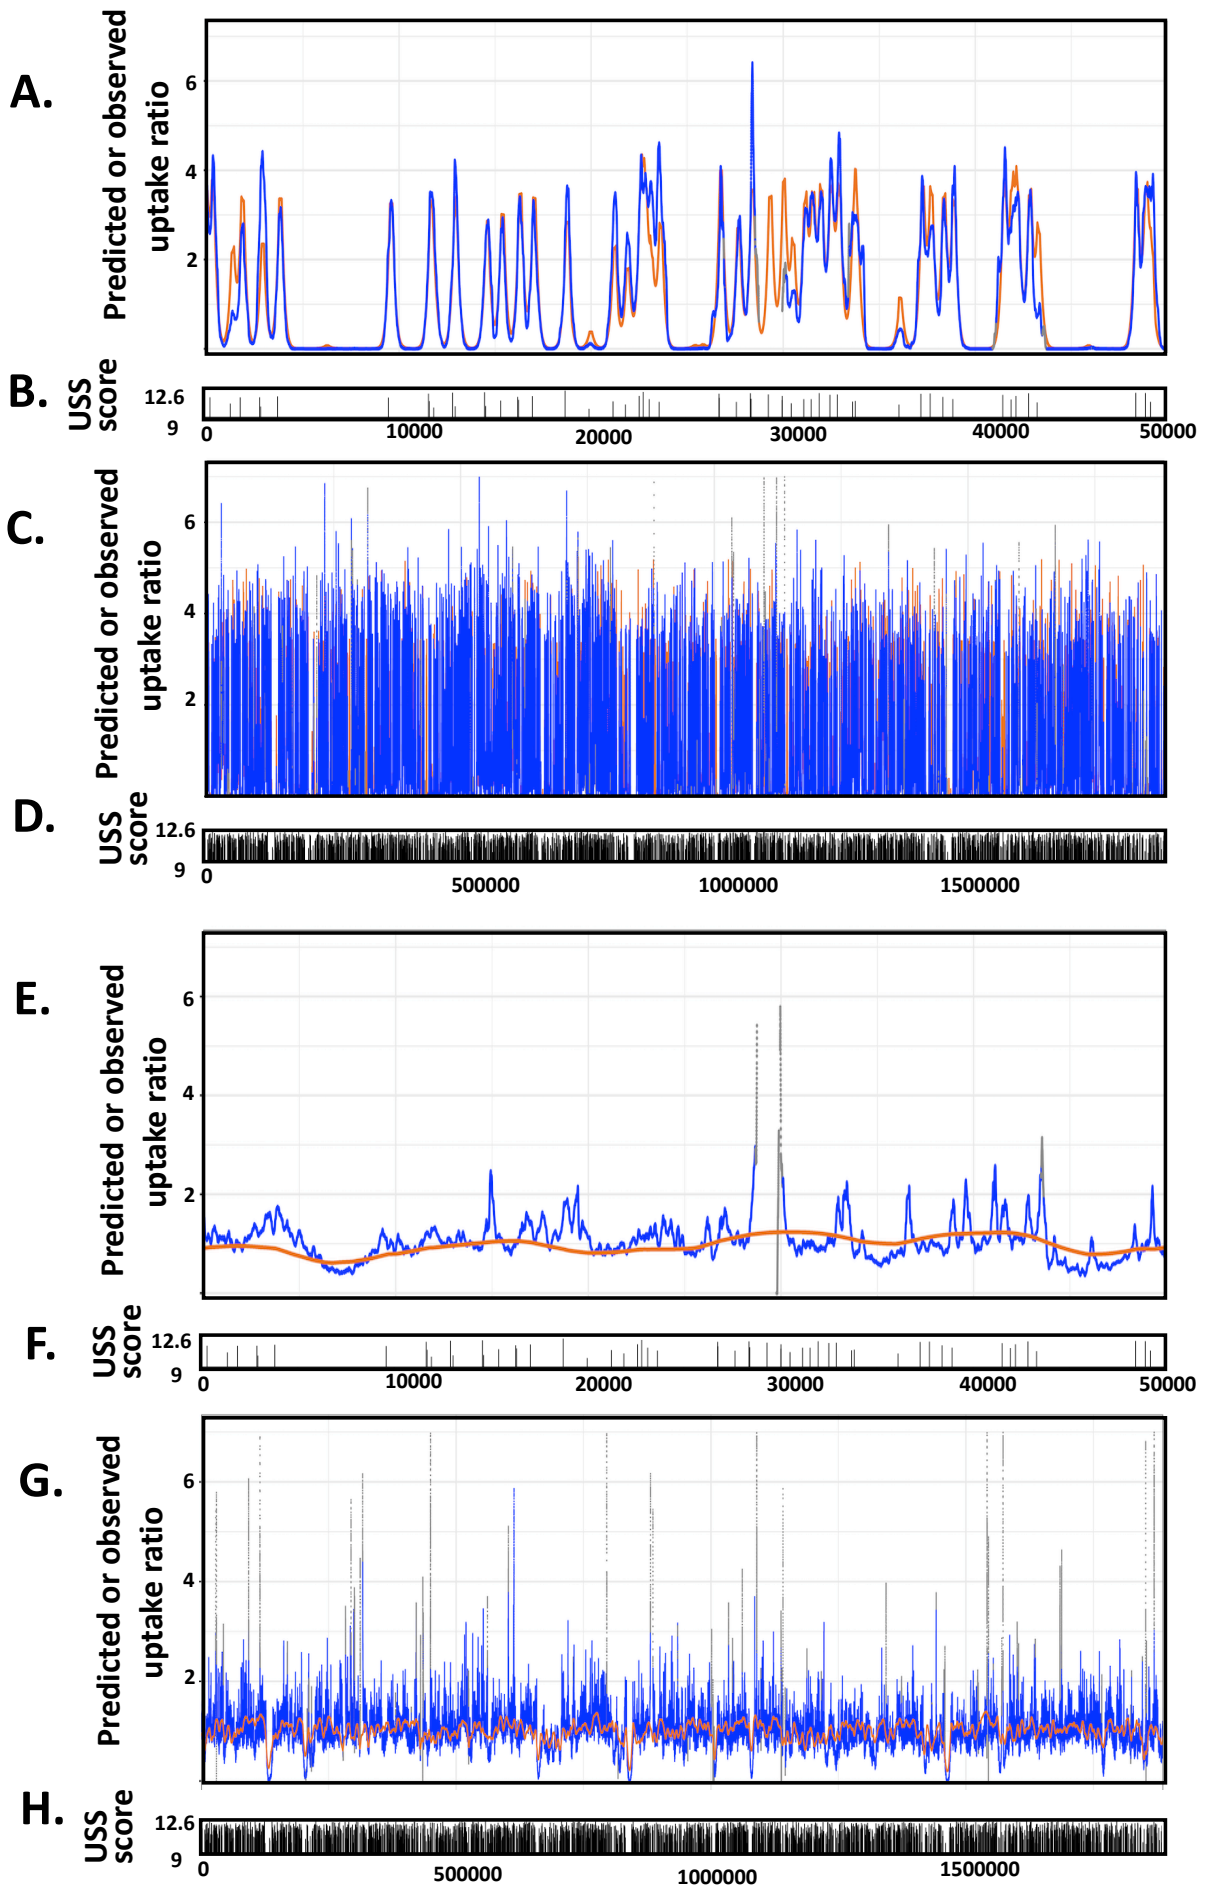 A.
Predicted or observed
uptake ratio
6
4
2
B.
USS
score
12.6
9
0
10000
20000
30000
40000
50000
C.
Predicted or observed
uptake ratio
6
4
2
D.
USS
score
12.6
9
0
500000
1000000
1500000
E.
Predicted or observed
uptake ratio
6
4
2
F.
USS
score
12.6
9
0
10000
20000
30000
40000
50000
G.
Predicted or observed
uptake ratio
6
4
2
H.
USS
score
12.6
9
0
500000
1000000
1500000